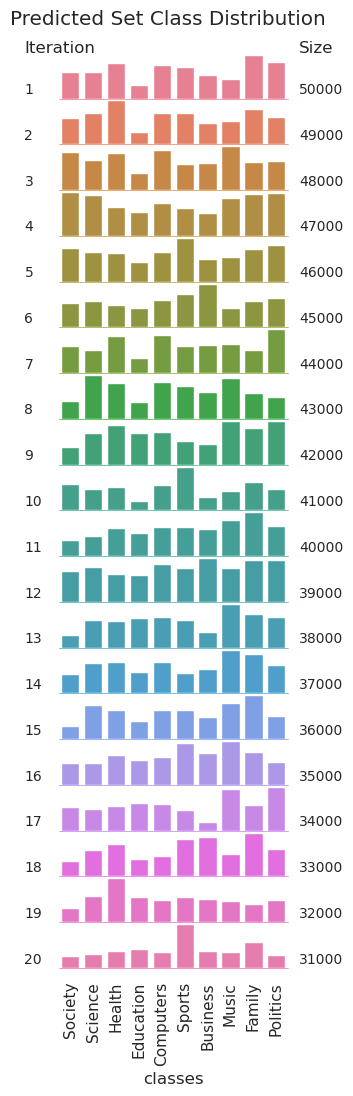 Predicted Set Class Distribution
Iteration Size
1 50000
2 49000
3 48000
4 47000
5 46000
6 45000
7 44000
8 43000
9 42000
10 41000
11 40000
12 39000
13 38000
14 37000
15 36000
16 35000
17 34000
18 33000
19 32000
20 31000
Society
Science
Health
Education
Computers
Sports
Business
Music
Family
Politics
classes